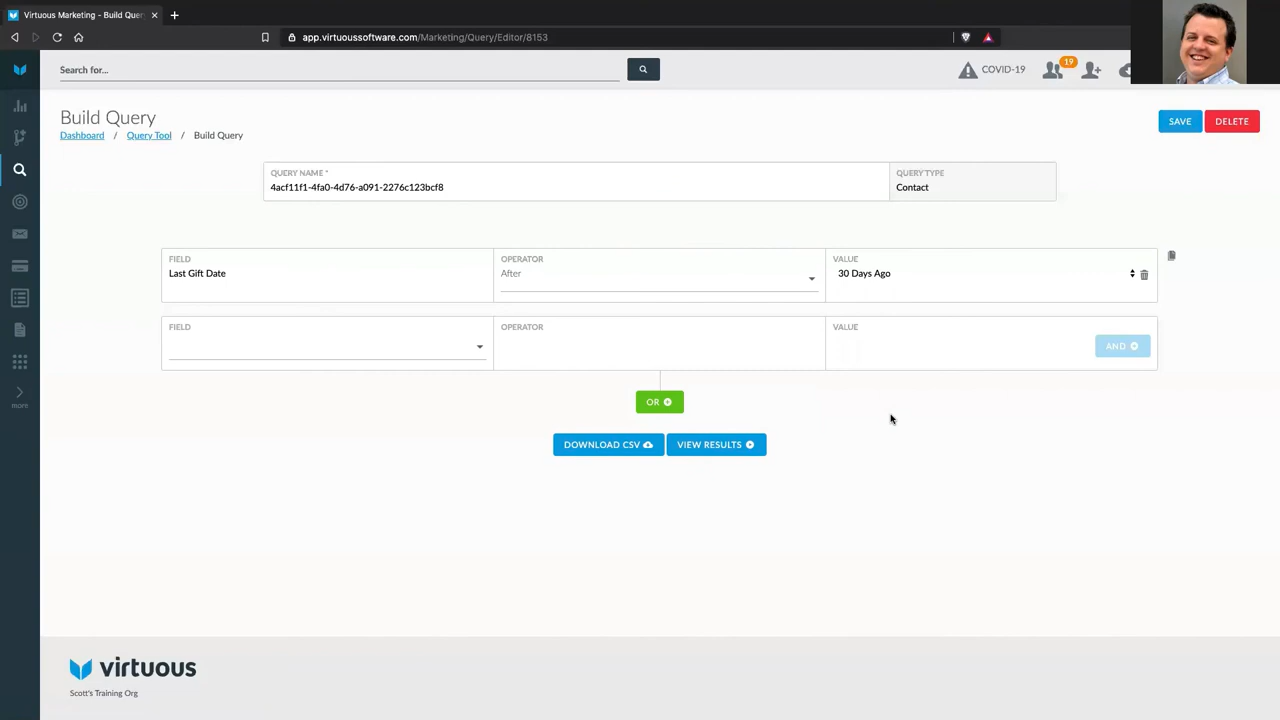 Virtuous Marketing - Build Query
app.virtuoussoftware.com/Marketing/Query/Editor/8153
Search for...
COVID-19
19
Build Query
Dashboard / Query Tool / Build Query
SAVE
DELETE
QUERY NAME *
4acf11f1-4fa0-4d76-a091-2276c123bcf8
QUERY TYPE
Contact
FIELD
Last Gift Date
OPERATOR
After
VALUE
30 Days Ago
FIELD
OPERATOR
VALUE
AND
OR
DOWNLOAD CSV
VIEW RESULTS
more
virtuous
Scott's Training Org